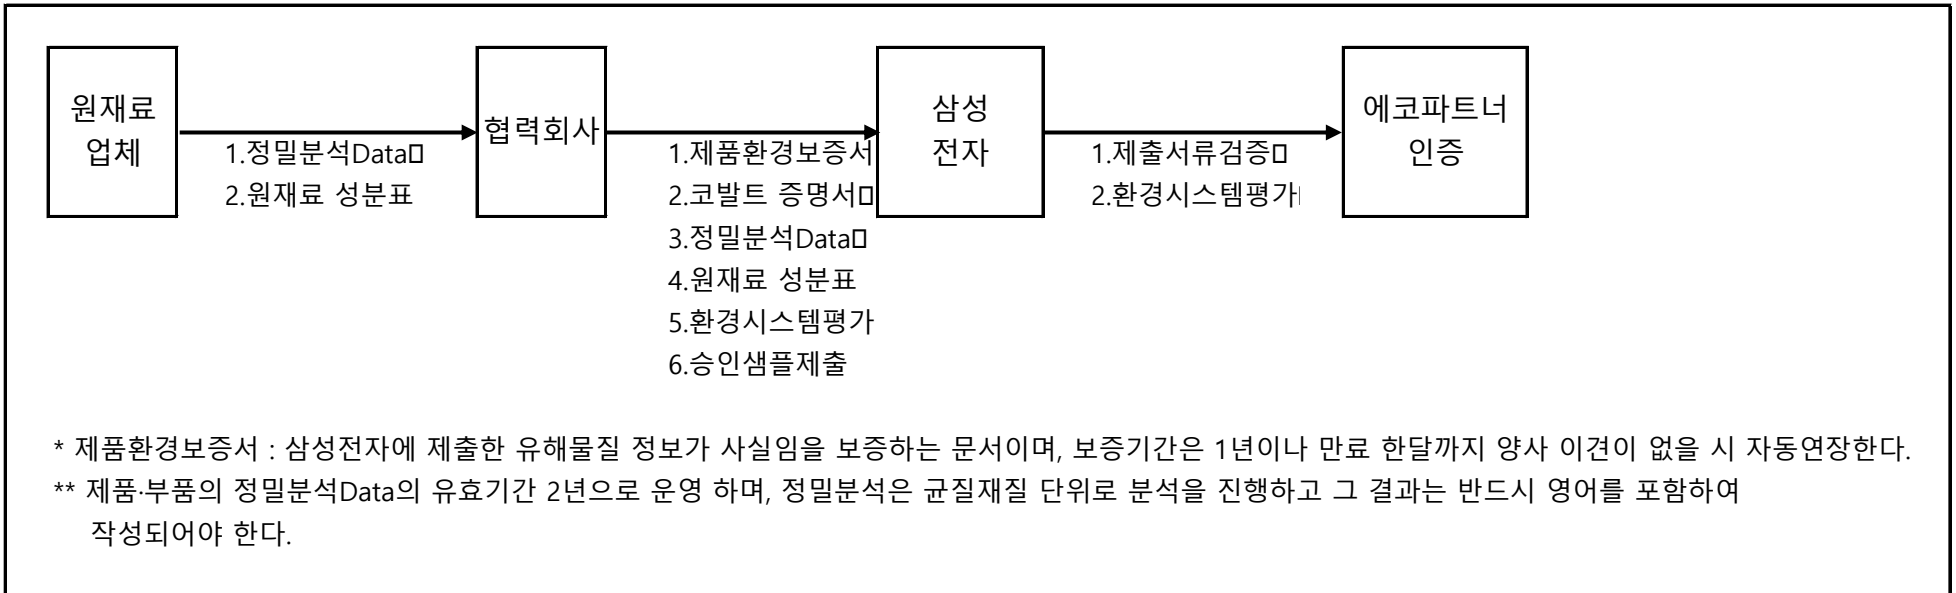 원재료
업체
1.정밀분석Data
2.원재료 성분표
협력회사
1.제품환경보증서
2.코발트 증명서
3.정밀분석Data
4.원재료 성분표
5.환경시스템평가
6.승인샘플제출
삼성
전자
1.제출서류검증
2.환경시스템평가
에코파트너
인증
* 제품환경보증서 : 삼성전자에 제출한 유해물질 정보가 사실임을 보증하는 문서이며, 보증기간은 1년이나 만료 한달까지 양사 이견이 없을 시 자동연장한다.
** 제품·부품의 정밀분석Data의 유효기간 2년으로 운영 하며, 정밀분석은 균질재질 단위로 분석을 진행하고 그 결과는 반드시 영어를 포함하여
작성되어야 한다.